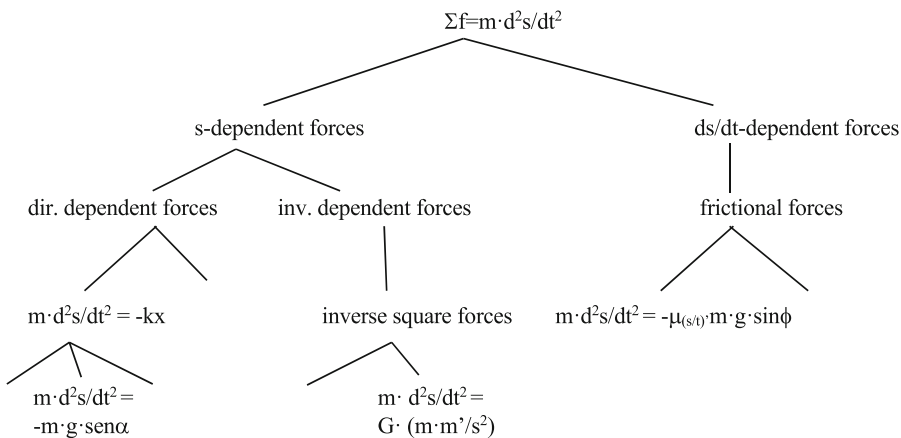 Σf=m·d²s/dt²
s-dependent forces
ds/dt-dependent forces
dir. dependent forces
inv. dependent forces
frictional forces
m·d²s/dt² = -kx
inverse square forces
m·d²s/dt² = -μ₍s/t₎·m·g·sinϕ
m·d²s/dt² =
-m·g·senα
m· d²s/dt² =
G· (m·m’/s²)